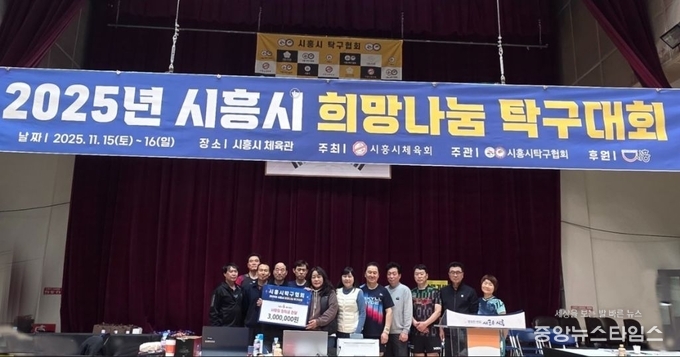 시흥시 탁구협회
2025년 시흥시 희망나눔 탁구대회
날 짜 | 2025. 11. 15(토) ~ 16(일) 장 소 | 시흥시 체육관 주최 | 시흥시체육회 주관 | 시흥시탁구협회 후원 |
시흥시탁구협회
3,000,000원
세상을 보는 발 빠른 뉴스
중앙뉴스타임스